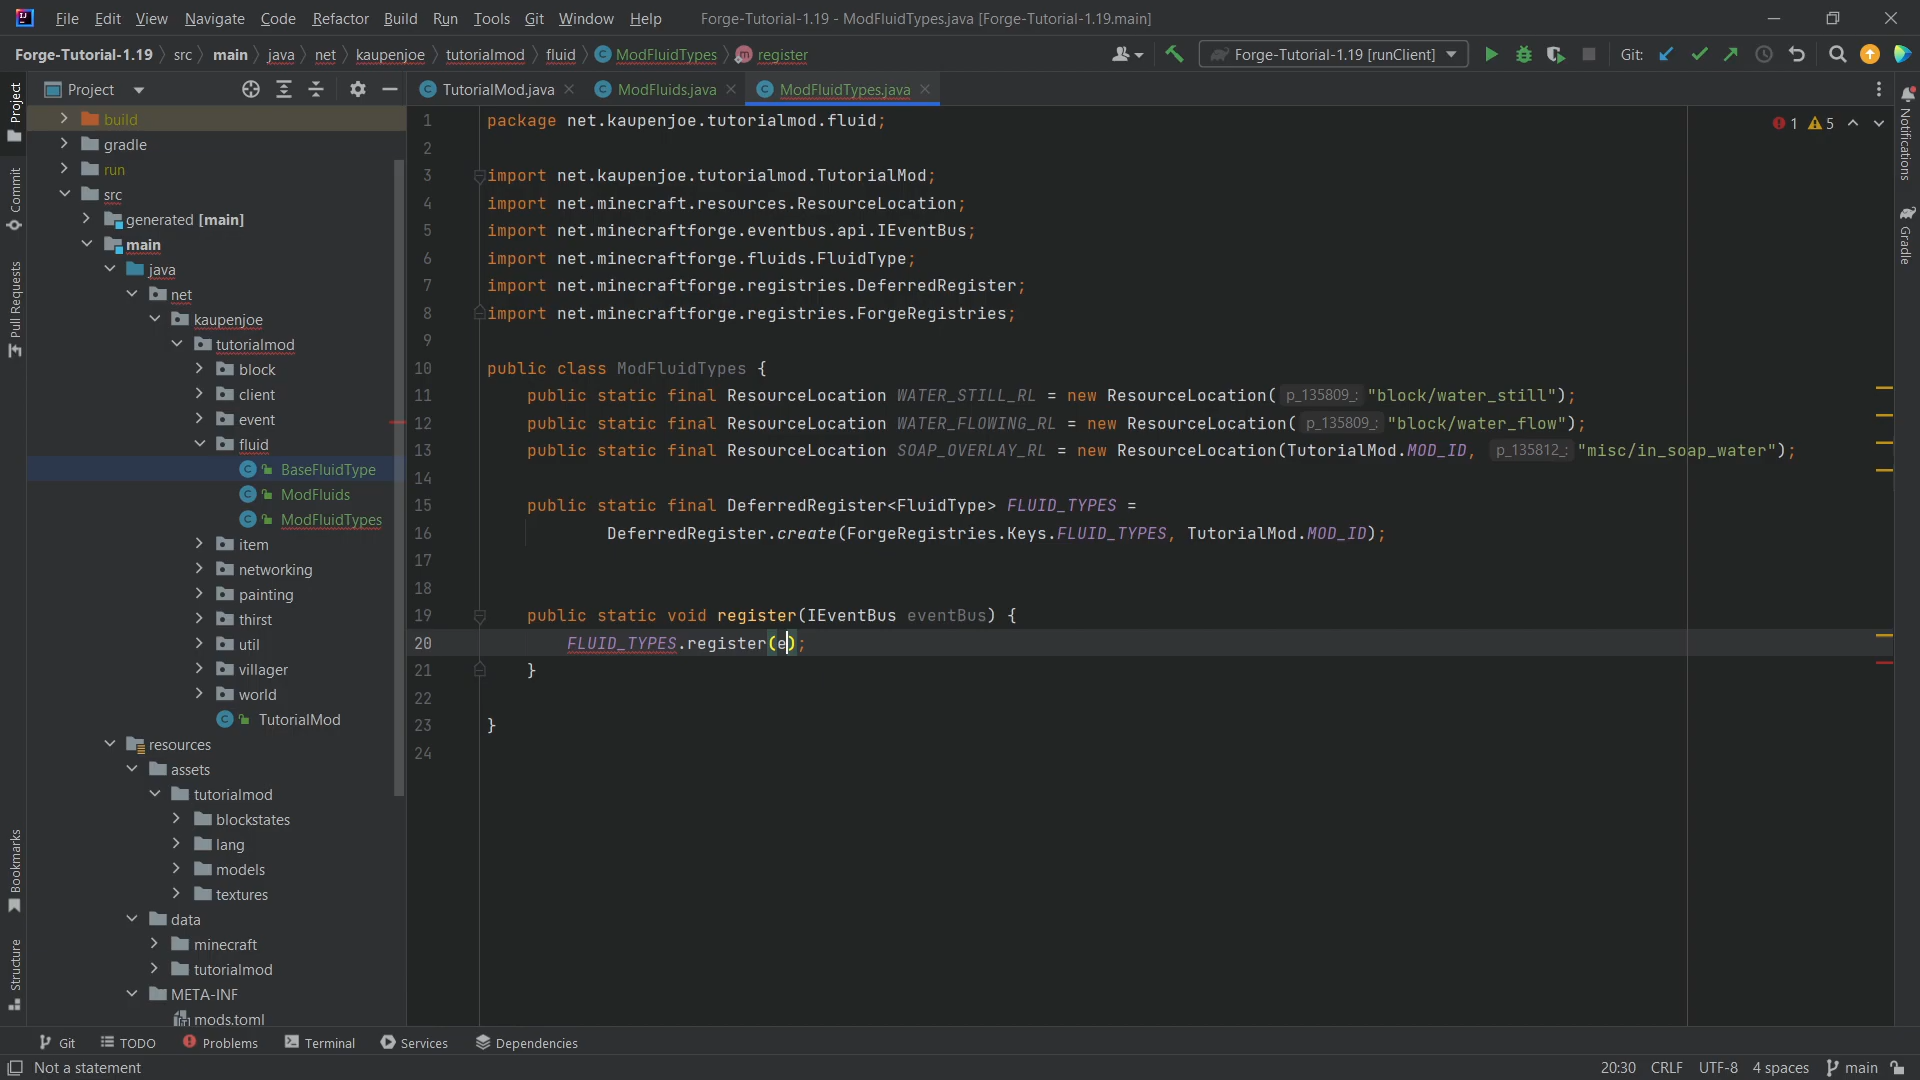 File Edit View Navigate Code Refactor Build Run Tools Git Window Help Forge-Tutorial-1.19 - ModFluidTypes.java [Forge-Tutorial-1.19.main]
Forge-Tutorial-1.19 src main java net kaupenjoe tutorialmod fluid ModFluidTypes register Forge-Tutorial-1.19 [runClient] Git:
Project TutorialMod.java ModFluids.java ModFluidTypes.java
Project
Commit
Pull Requests
Bookmarks
Structure
build
gradle
run
src
generated [main]
main
java
net
kaupenjoe
tutorialmod
block
client
event
fluid
BaseFluidType
ModFluids
ModFluidTypes
item
networking
painting
thirst
util
villager
world
TutorialMod
resources
assets
tutorialmod
blockstates
lang
models
textures
data
minecraft
tutorialmod
META-INF
mods.toml
1 package net.kaupenjoe.tutorialmod.fluid;
2
3 import net.kaupenjoe.tutorialmod.TutorialMod;
4 import net.minecraft.resources.ResourceLocation;
5 import net.minecraftforge.eventbus.api.IEventBus;
6 import net.minecraftforge.fluids.FluidType;
7 import net.minecraftforge.registries.DeferredRegister;
8 import net.minecraftforge.registries.ForgeRegistries;
9
10 public class ModFluidTypes {
11 public static final ResourceLocation WATER_STILL_RL = new ResourceLocation( p_135809_: "block/water_still");
12 public static final ResourceLocation WATER_FLOWING_RL = new ResourceLocation( p_135809_: "block/water_flow");
13 public static final ResourceLocation SOAP_OVERLAY_RL = new ResourceLocation(TutorialMod.MOD_ID, p_135812_: "misc/in_soap_water");
14
15 public static final DeferredRegister<FluidType> FLUID_TYPES =
16 DeferredRegister.create(ForgeRegistries.Keys.FLUID_TYPES, TutorialMod.MOD_ID);
17
18
19 public static void register(IEventBus eventBus) {
20 FLUID_TYPES.register(e);
21 }
22
23 }
24
1 5
Notifications
Gradle
Git TODO Problems Terminal Services Dependencies
Not a statement 20:30 CRLF UTF-8 4 spaces main